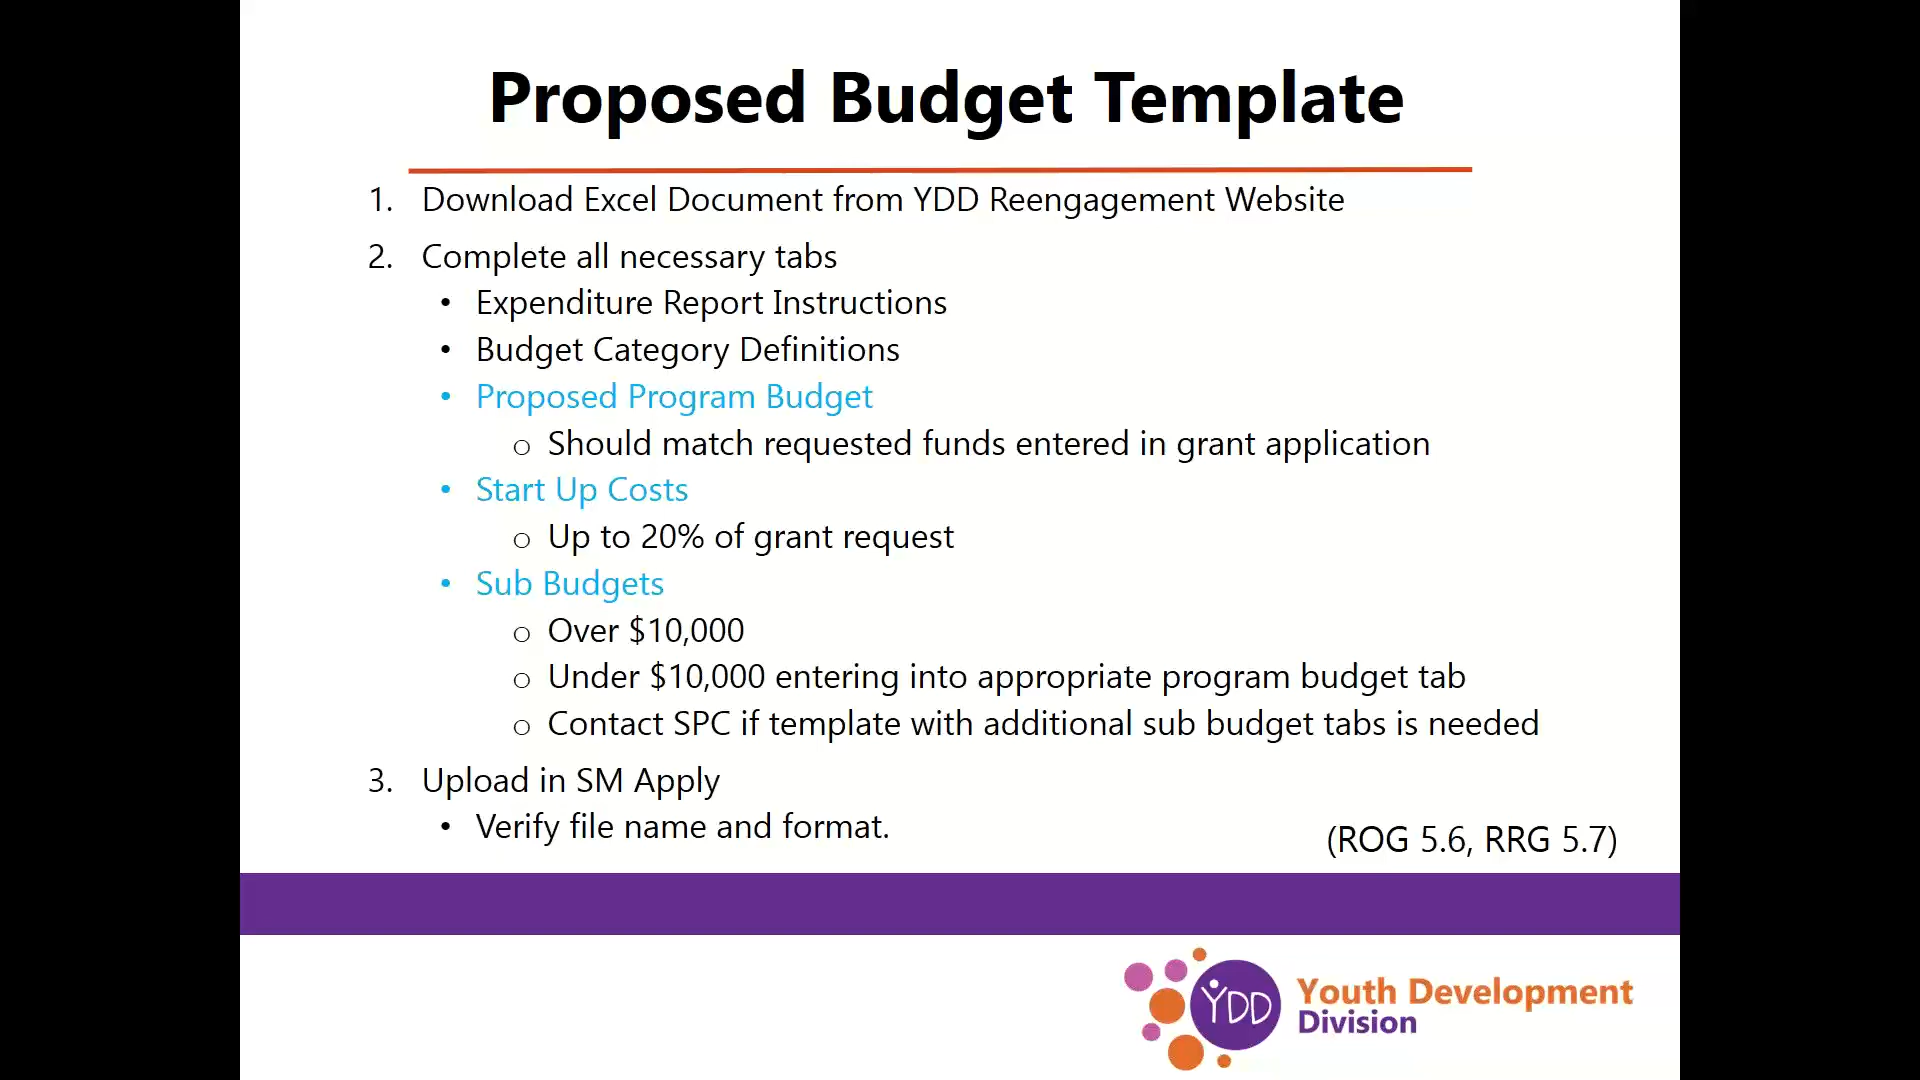 Proposed Budget Template
1. Download Excel Document from YDD Reengagement Website
2. Complete all necessary tabs
• Expenditure Report Instructions
• Budget Category Definitions
• Proposed Program Budget
o Should match requested funds entered in grant application
• Start Up Costs
o Up to 20% of grant request
• Sub Budgets
o Over $10,000
o Under $10,000 entering into appropriate program budget tab
o Contact SPC if template with additional sub budget tabs is needed
3. Upload in SM Apply
• Verify file name and format.
(ROG 5.6, RRG 5.7)
YDD
Youth Development
Division